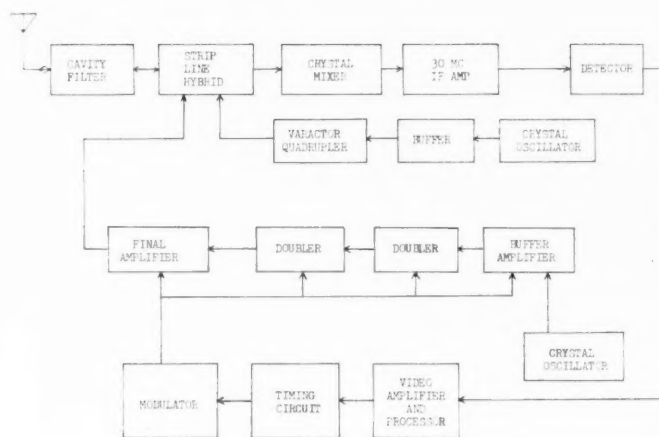 CAVITY
FILTER
STRIP
LINE
HYBRID
CRYSTAL
MIXER
30 MC
IF AMP
DETECTOR
VARACTOR
QUADRUPLER
BUFFER
CRYSTAL
OSCILLATOR
FINAL
AMPLIFIER
DOUBLER
DOUBLER
BUFFER
AMPLIFIER
CRYSTAL
OSCILLATOR
MODULATOR
TIMING
CIRCUIT
VIDEO
AMPLIFIER
AND
PROCESSOR